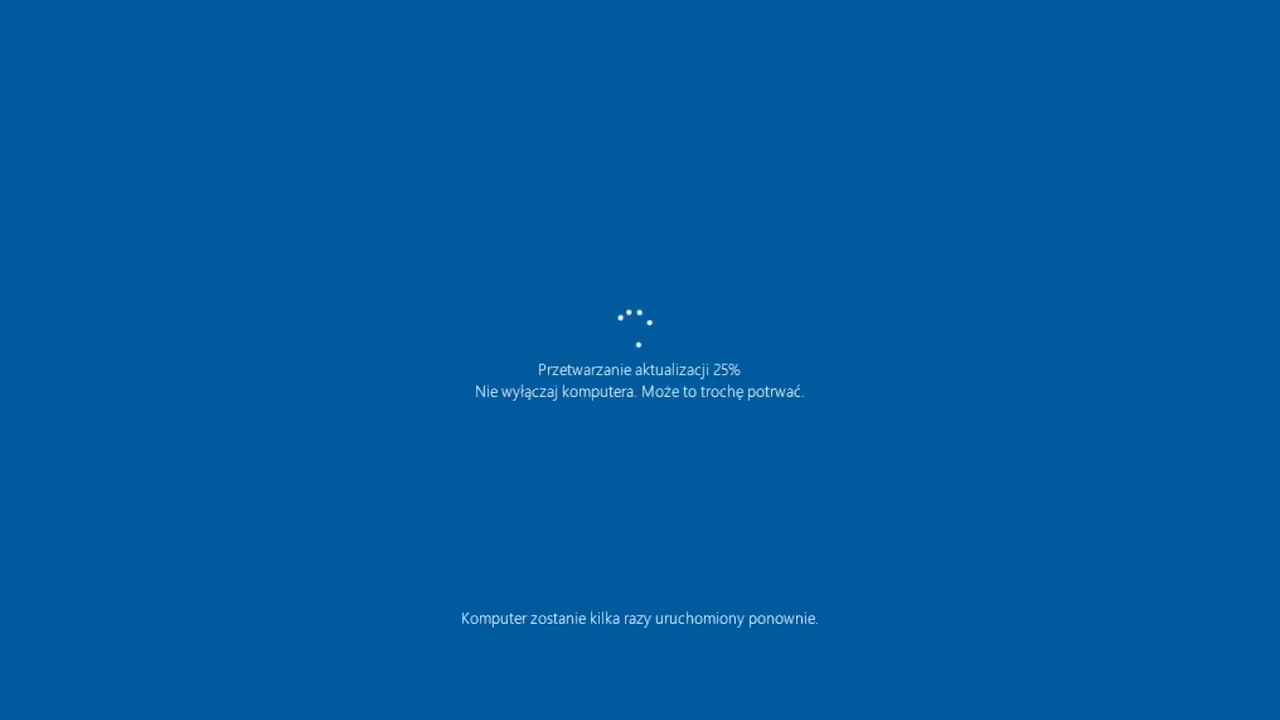 Przetwarzanie aktualizacji 25%
Nie wyłączaj komputera. Może to trochę potrwać.
Komputer zostanie kilka razy uruchomiony ponownie.